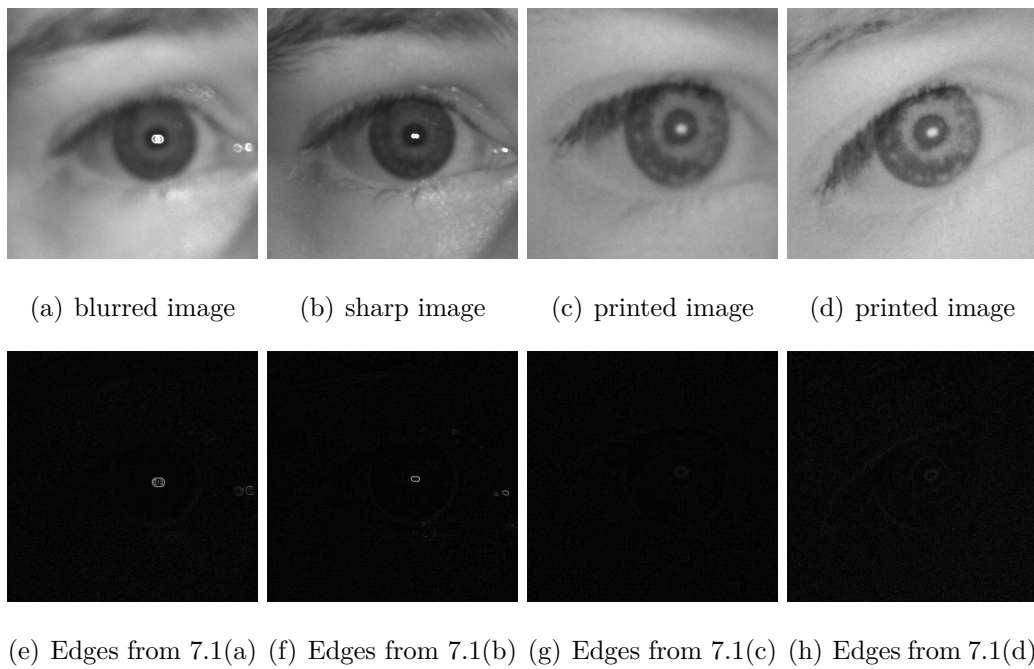 (a) blurred image (b) sharp image (c) printed image (d) printed image
(e) Edges from 7.1(a) (f) Edges from 7.1(b) (g) Edges from 7.1(c) (h) Edges from 7.1(d)